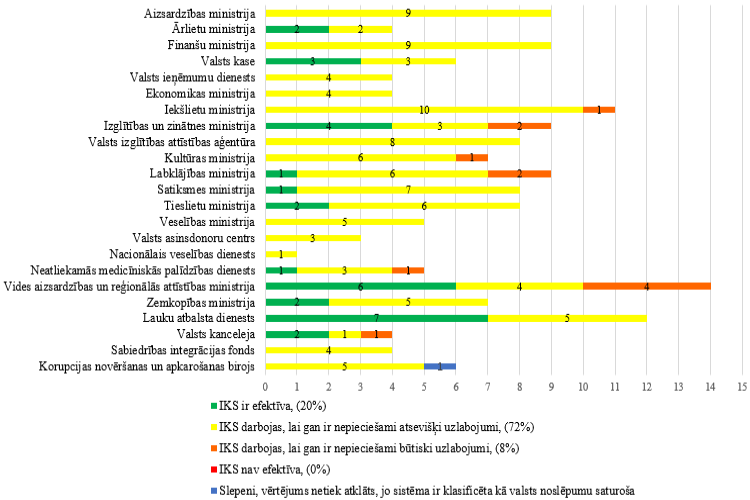 Aizsardzības ministrija 9
Ārlietu ministrija 2 2
Finanšu ministrija 9
Valsts kase 3 3
Valsts ieņēmumu dienests 4
Ekonomikas ministrija 4
Iekšlietu ministrija 10 1
Izglītības un zinātnes ministrija 4 3 2
Valsts izglītības attīstības aģentūra 8
Kultūras ministrija 6 1
Labklājības ministrija 1 6 2
Satiksmes ministrija 1 7
Tieslietu ministrija 2 6
Veselības ministrija 5
Valsts asinsdonoru centrs 3
Nacionālais veselības dienests 1
Neatliekamās medicīniskās palīdzības dienests 1 3 1
Vides aizsardzības un reģionālās attīstības ministrija 6 4 4
Zemkopības ministrija 2 5
Lauku atbalsta dienests 7 5
Valsts kanceleja 2 1 1
Sabiedrības integrācijas fonds 4
Korupcijas novēršanas un apkarošanas birojs 5 1
0 1 2 3 4 5 6 7 8 9 10 11 12 13 14 15
IKS ir efektīva, (20%)
IKS darbojas, lai gan ir nepieciešami atsevišķi uzlabojumi, (72%)
IKS darbojas, lai gan ir nepieciešami būtiski uzlabojumi, (8%)
IKS nav efektīva, (0%)
Slepeni, vērtējums netiek atklāts, jo sistēma ir klasificēta kā valsts noslēpumu saturoša